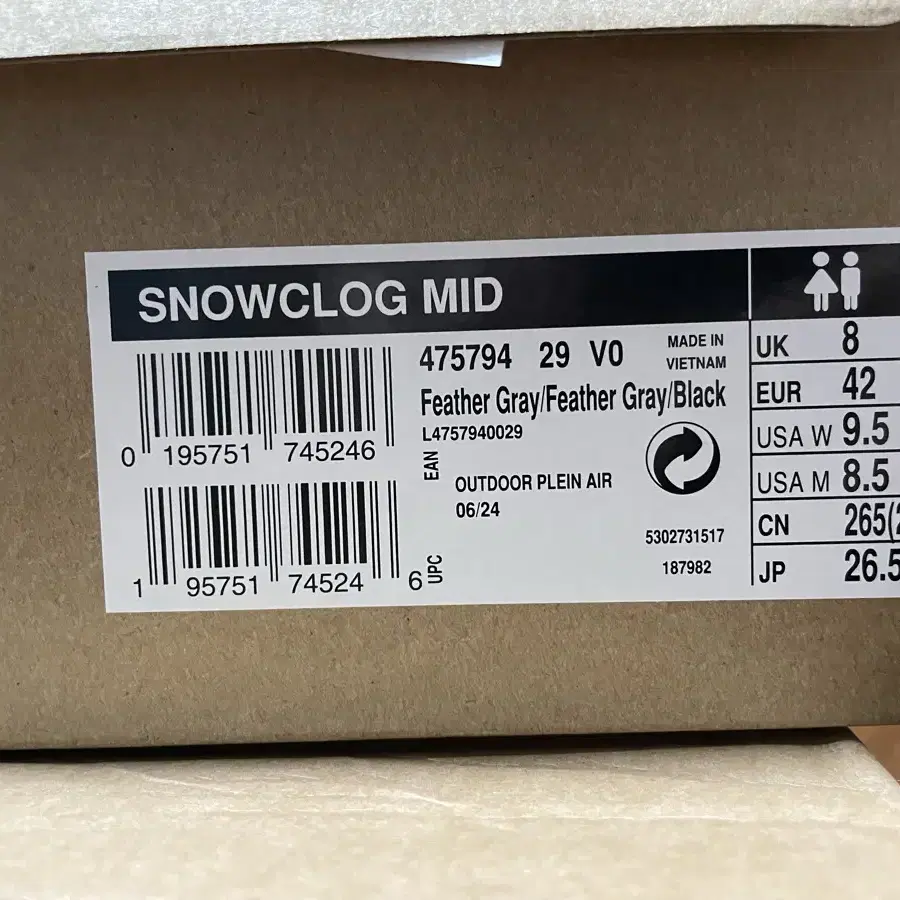 SNOWCLOG MID
475794 29 V0
MADE IN
VIETNAM
Feather Gray/Feather Gray/Black
L4757940029
0 195751 745246
EAN
OUTDOOR PLEIN AIR
06/24
5302731517
187982
1 95751 74524 6
UPC
UK 8
EUR 42
USA W 9.5
USA M 8.5
CN 265(2
JP 26.5